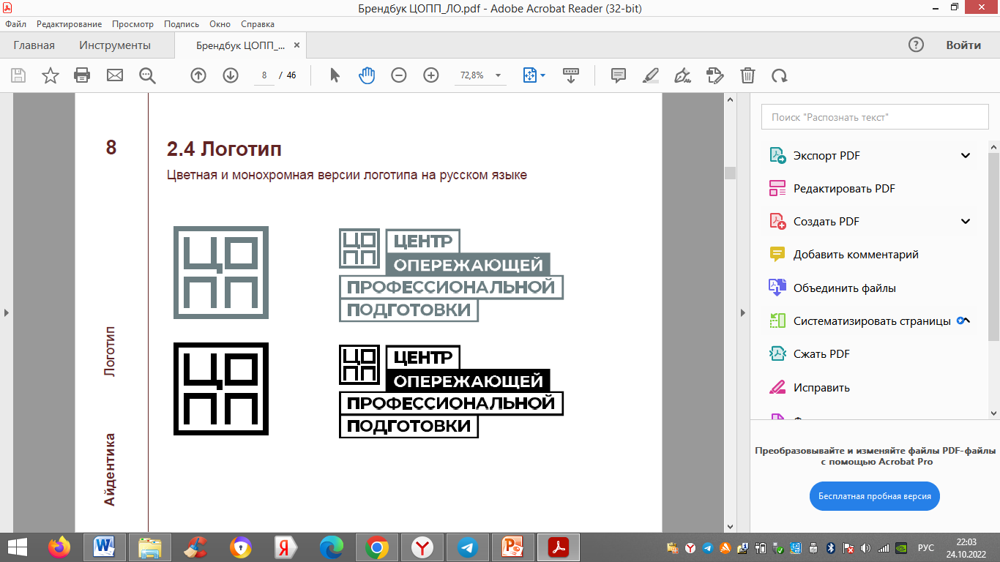 Брендбук ЦОПП_ЛО.pdf - Adobe Acrobat Reader (32-bit)
Файл Редактирование Просмотр Подпись Окно Справка
Главная Инструменты Брендбук ЦОПП_... × Войти
8 / 46 72,8%
8
2.4 Логотип
Цветная и монохромная версии логотипа на русском языке
Логотип
Айдентика
ЦО
ПП
ЦО
ПП
ЦЕНТР
ОПЕРЕЖАЮЩЕЙ
ПРОФЕССИОНАЛЬНОЙ
ПОДГОТОВКИ
ЦО
ПП
ЦО
ПП
ЦЕНТР
ОПЕРЕЖАЮЩЕЙ
ПРОФЕССИОНАЛЬНОЙ
ПОДГОТОВКИ
Поиск "Распознать текст"
Экспорт PDF
Редактировать PDF
Создать PDF
Добавить комментарий
Объединить файлы
Систематизировать страницы
Сжать PDF
Исправить
Преобразовывайте и изменяйте файлы PDF-файлы
с помощью Acrobat Pro
Бесплатная пробная версия
РУС
22:03
24.10.2022